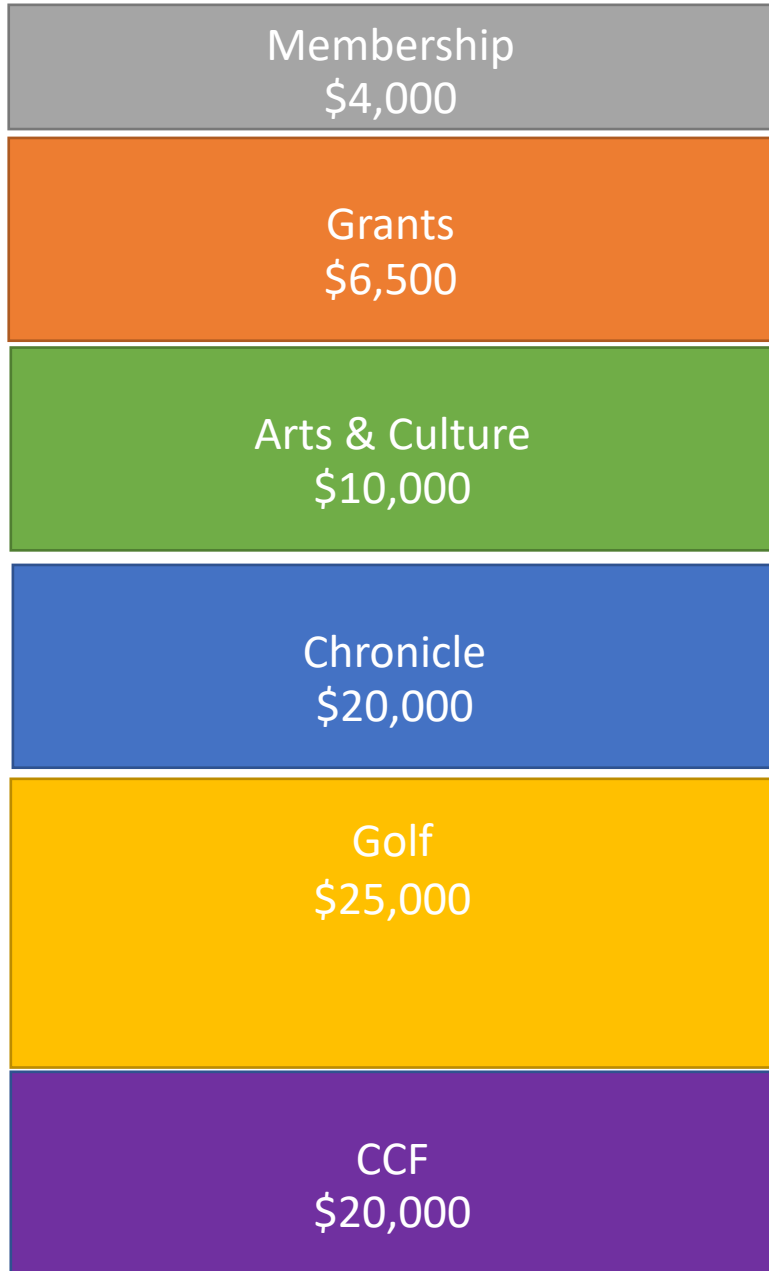 Membership
$4,000
Grants
$6,500
Arts & Culture
$10,000
Chronicle
$20,000
Golf
$25,000
CCF
$20,000